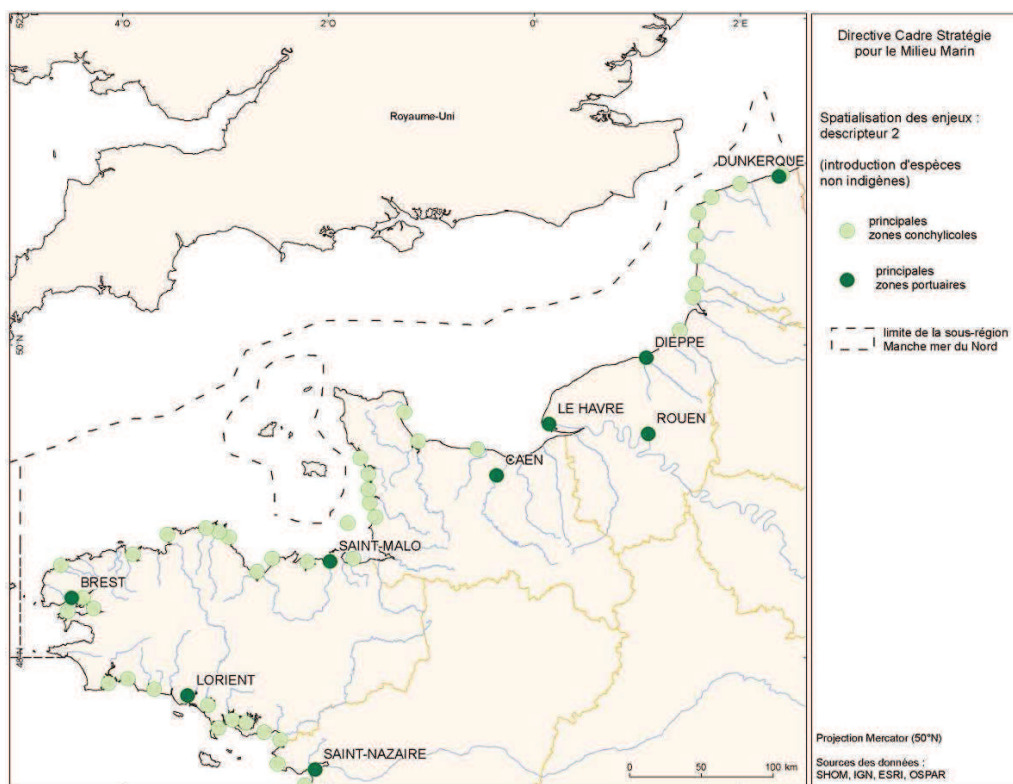 52°N
4°O
2°O
0°
2°E
50°N
48°N
Royaume-Uni
DUNKERQUE
DIEPPE
LE HAVRE
ROUEN
CAEN
SAINT-MALO
BREST
LORIENT
SAINT-NAZAIRE
0
50
100 km
Directive Cadre Stratégie
pour le Milieu Marin
Spatialisation des enjeux :
descripteur 2
(introduction d'espèces
non indigènes)
principales
zones conchylicoles
principales
zones portuaires
limite de la sous-région
Manche mer du Nord
Projection Mercator (50°N)
Sources des données :
SHOM, IGN, ESRI, OSPAR